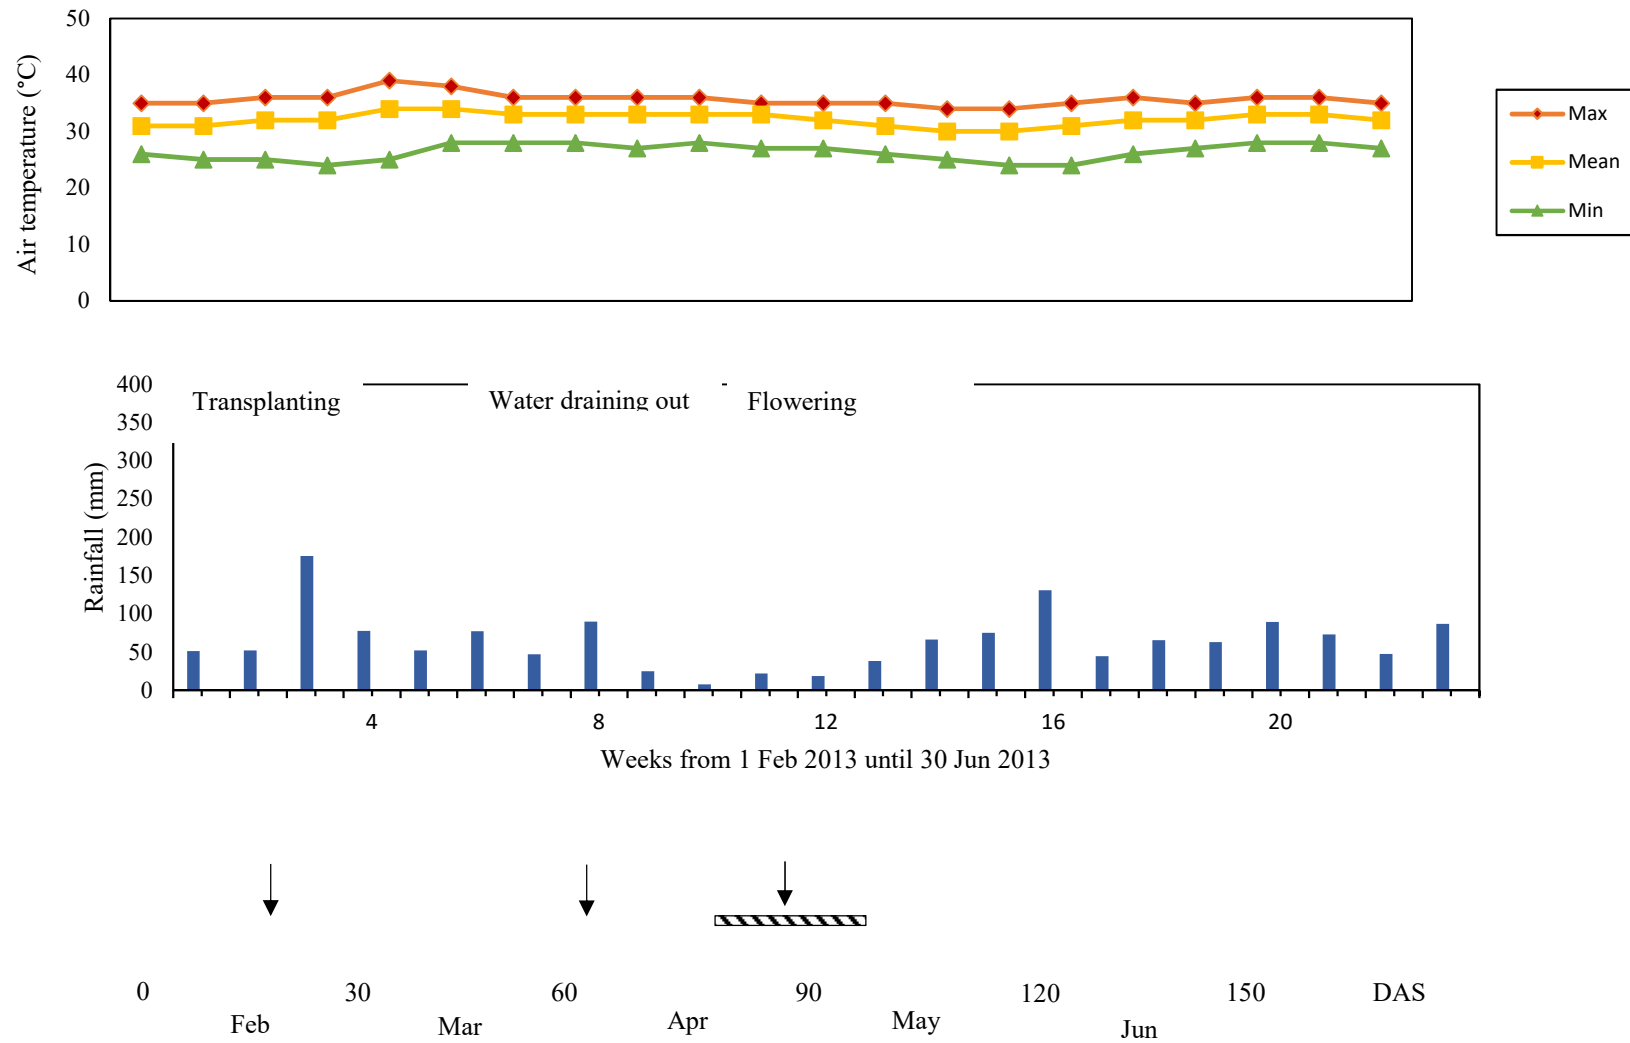 50
40
30
20
10
0
Air temperature (°C)
Max
Mean
Min
400
350
300
250
200
150
100
50
0
Rainfall (mm)
Transplanting
Water draining out
Flowering
4 8 12 16 20
Weeks from 1 Feb 2013 until 30 Jun 2013
0 30 60 90 120 150 DAS
Feb Mar Apr May Jun